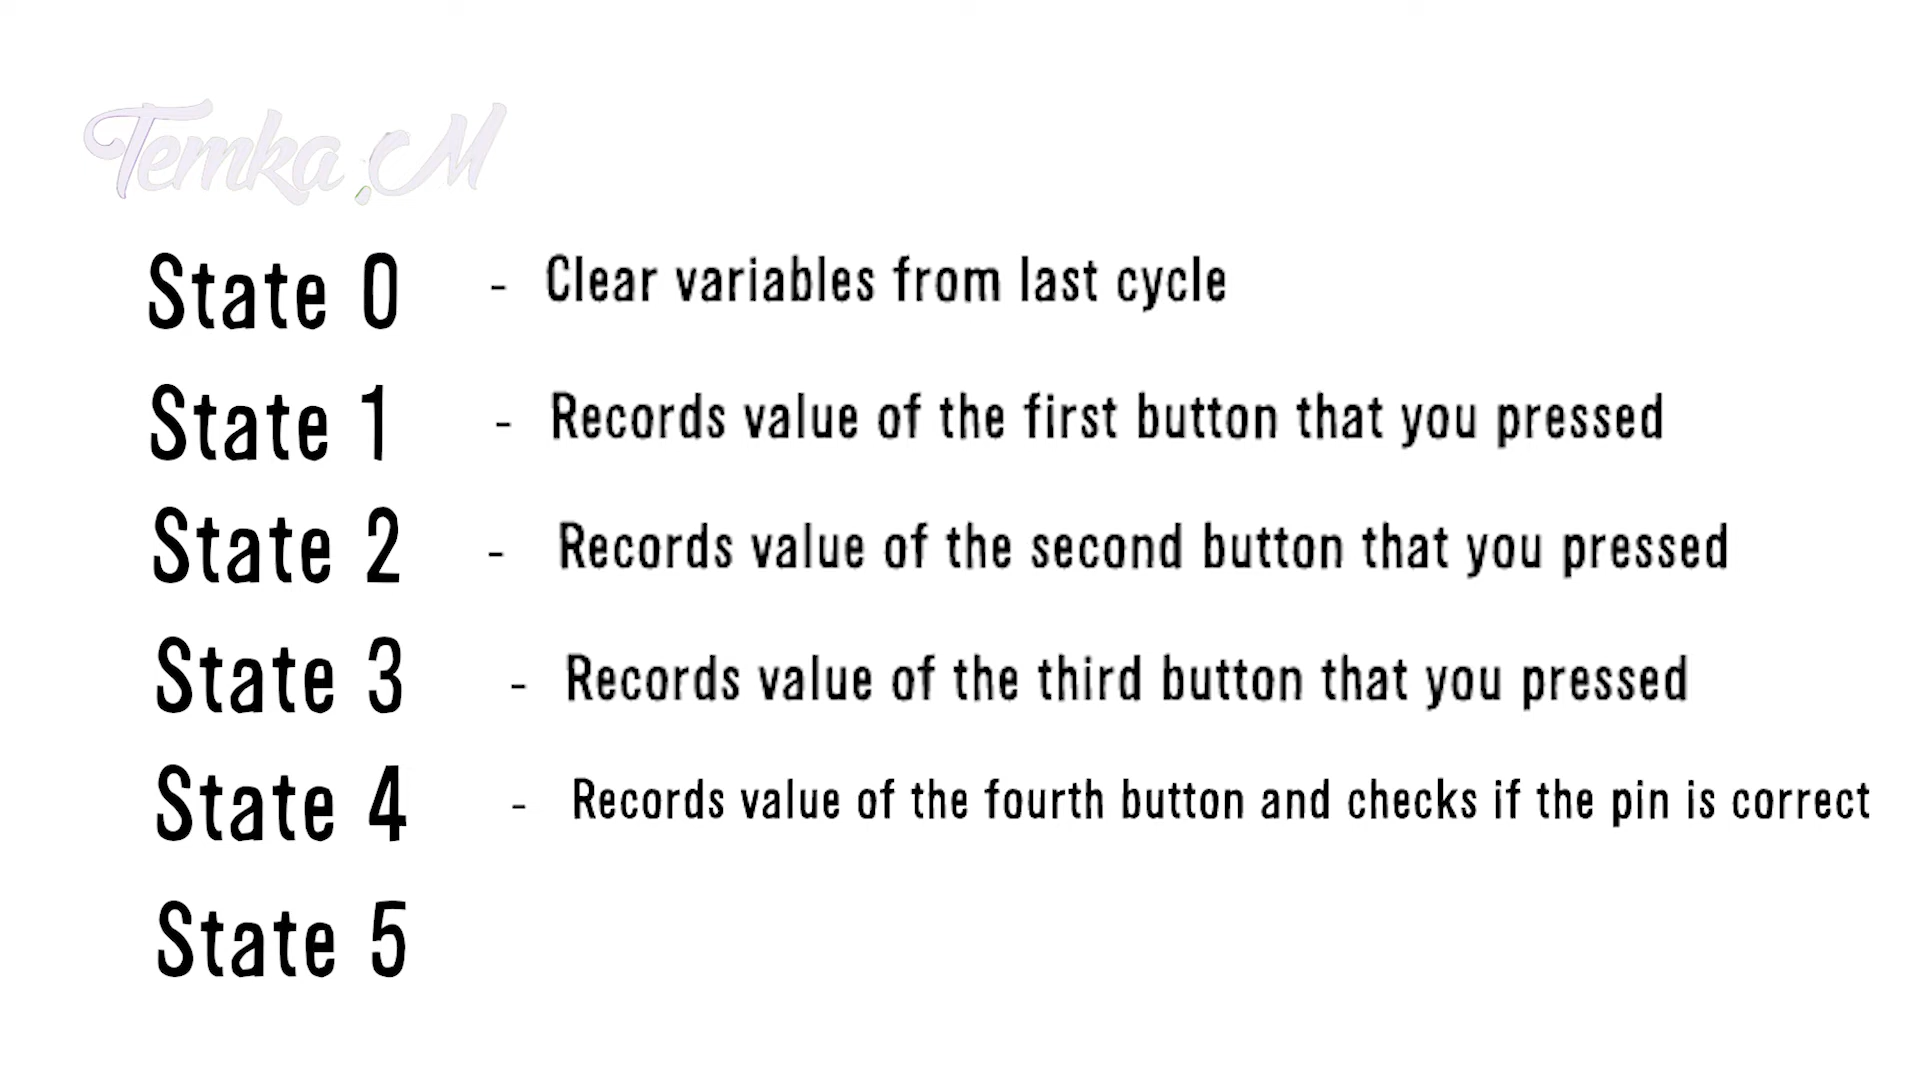 Temka.M
State 0 - Clear variables from last cycle
State 1 - Records value of the first button that you pressed
State 2 - Records value of the second button that you pressed
State 3 - Records value of the third button that you pressed
State 4 - Records value of the fourth button and checks if the pin is correct
State 5